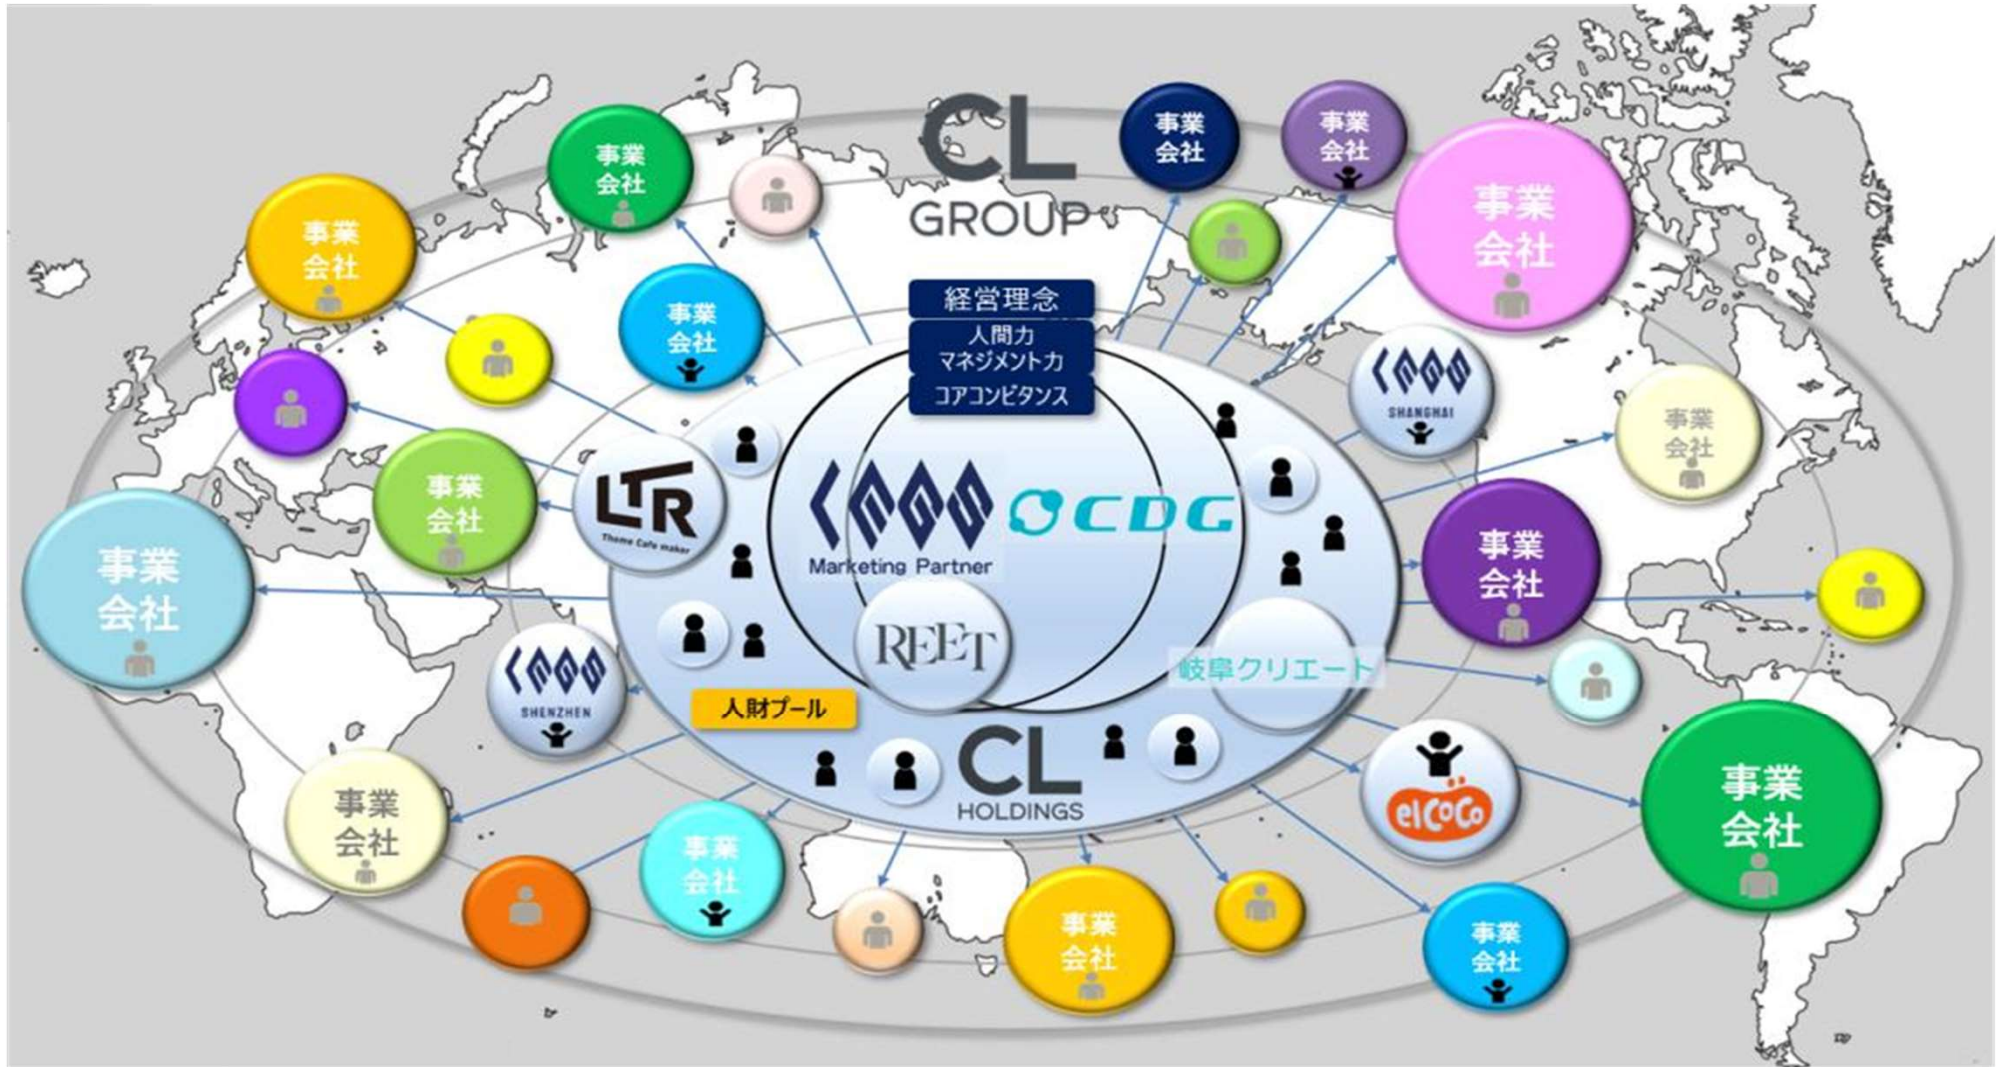 CL
GROUP
事業
会社
事業
会社
事業
会社
事業
会社
事業
会社
事業
会社
経営理念
人間力
マネジメント力
コアコンピタンス
LEGS
SHANGHAI
事業
会社
事業
会社
LTR
Theme Cafe maker
LEGS
Marketing Partner
CDG
事業
会社
事業
会社
REET
岐阜クリエート
LEGS
SHENZHEN
人財プール
CL
HOLDINGS
elcoco
事業
会社
事業
会社
事業
会社
事業
会社
事業
会社